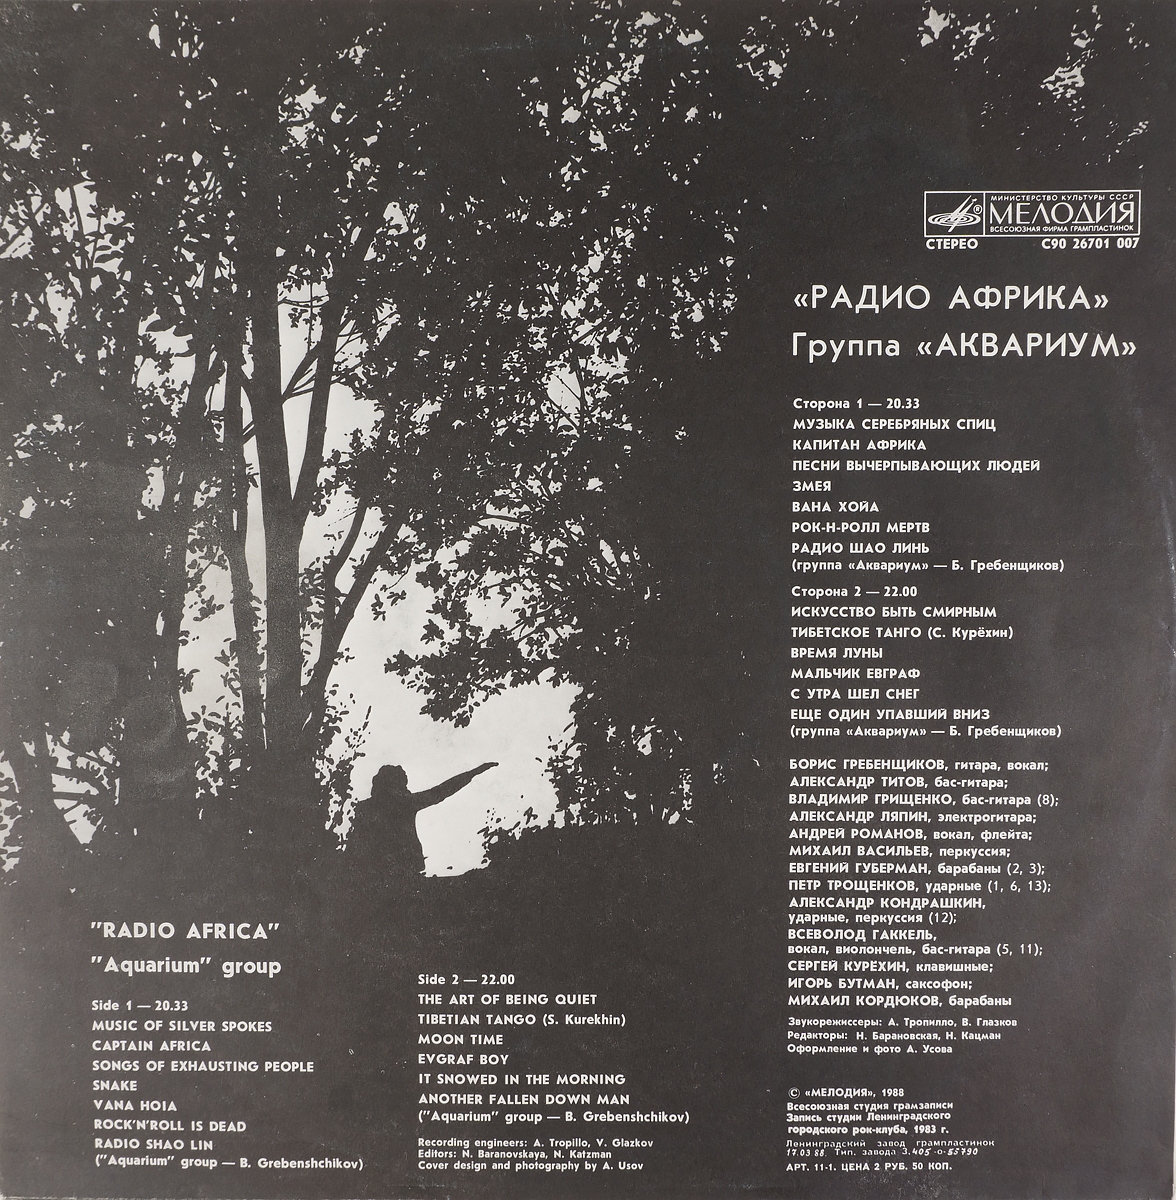 МИНИСТЕРСТВО КУЛЬТУРЫ СССР
МЕЛОДИЯ
ВСЕСОЮЗНАЯ ФИРМА ГРАМПЛАСТИНОК
СТЕРЕО С90 26701 007
«РАДИО АФРИКА»
Группа «АКВАРИУМ»
Сторона 1 — 20.33
МУЗЫКА СЕРЕБРЯНЫХ СПИЦ
КАПИТАН АФРИКА
ПЕСНИ ВЫЧЕРПЫВАЮЩИХ ЛЮДЕЙ
ЗМЕЯ
ВАНА ХОЙА
РОК-Н-РОЛЛ МЕРТВ
РАДИО ШАО ЛИНЬ
(группа «Аквариум» — Б. Гребенщиков)
Сторона 2 — 22.00
ИСКУССТВО БЫТЬ СМИРНЫМ
ТИБЕТСКОЕ ТАНГО (С. Курёхин)
ВРЕМЯ ЛУНЫ
МАЛЬЧИК ЕВГРАФ
С УТРА ШЕЛ СНЕГ
ЕЩЕ ОДИН УПАВШИЙ ВНИЗ
(группа «Аквариум» — Б. Гребенщиков)
БОРИС ГРЕБЕНЩИКОВ, гитара, вокал;
АЛЕКСАНДР ТИТОВ, бас-гитара;
ВЛАДИМИР ГРИЩЕНКО, бас-гитара (8);
АЛЕКСАНДР ЛЯПИН, электрогитара;
АНДРЕЙ РОМАНОВ, вокал, флейта;
МИХАИЛ ВАСИЛЬЕВ, перкуссия;
ЕВГЕНИЙ ГУБЕРМАН, барабаны (2, 3);
ПЕТР ТРОЩЕНКОВ, ударные (1, 6, 13);
АЛЕКСАНДР КОНДРАШКИН,
ударные, перкуссия (12);
ВСЕВОЛОД ГАККЕЛЬ,
вокал, виолончель, бас-гитара (5, 11);
СЕРГЕЙ КУРЁХИН, клавишные;
ИГОРЬ БУТМАН, саксофон;
МИХАИЛ КОРДЮКОВ, барабаны
Звукорежиссеры: А. Тропилло, В. Глазков
Редакторы: Н. Барановская, Н. Кацман
Оформление и фото А. Усова
© «МЕЛОДИЯ», 1988
Всесоюзная студия грамзаписи
Запись студии Ленинградского
городского рок-клуба, 1983 г.
Ленинградский завод грампластинок
17.03.88. Тип. завода З.405-0-55790
АРТ. 11-1. ЦЕНА 2 РУБ. 50 КОП.
"RADIO AFRICA"
"Aquarium" group
Side 1 — 20.33
MUSIC OF SILVER SPOKES
CAPTAIN AFRICA
SONGS OF EXHAUSTING PEOPLE
SNAKE
VANA HOIA
ROCK'N'ROLL IS DEAD
RADIO SHAO LIN
("Aquarium" group — B. Grebenshchikov)
Side 2 — 22.00
THE ART OF BEING QUIET
TIBETIAN TANGO (S. Kurekhin)
MOON TIME
EVGRAF BOY
IT SNOWED IN THE MORNING
ANOTHER FALLEN DOWN MAN
("Aquarium" group — B. Grebenshchikov)
Recording engineers: A. Tropillo, V. Glazkov
Editors: N. Baranovskaya, N. Katzman
Cover design and photography by A. Usov